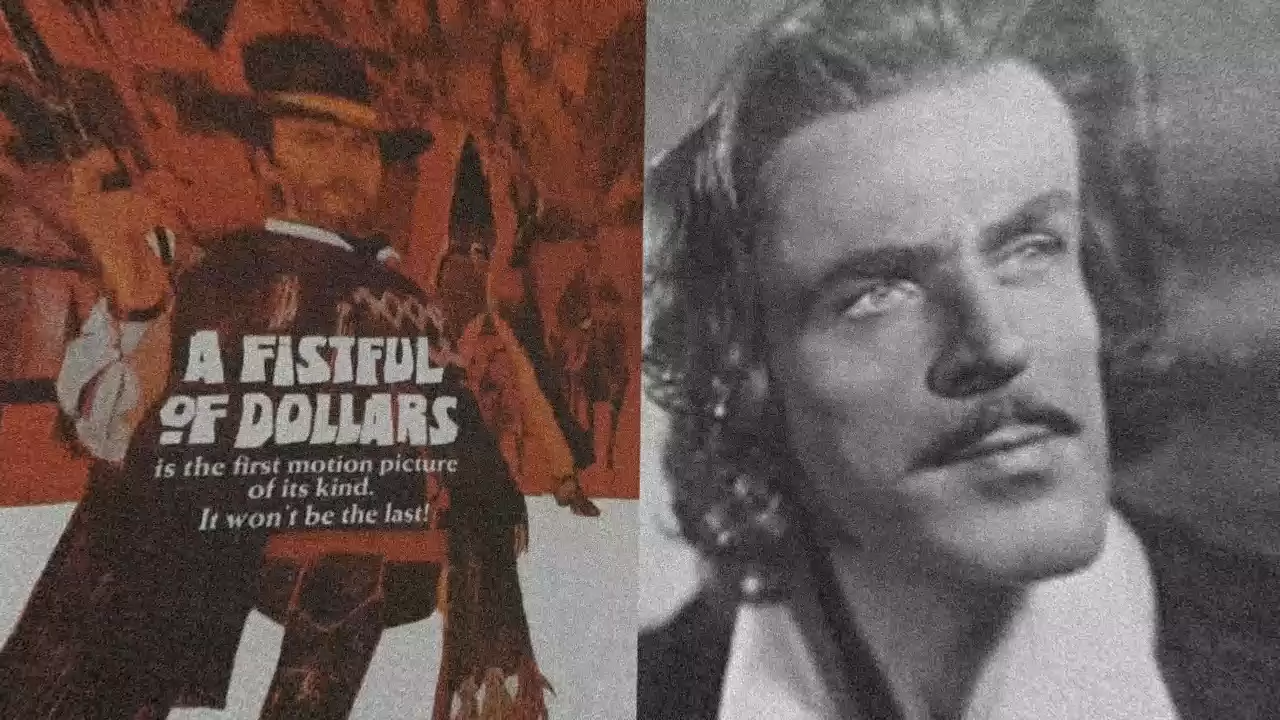 A FISTFUL
OF DOLLARS
is the first motion picture
of its kind.
It won't be the last!